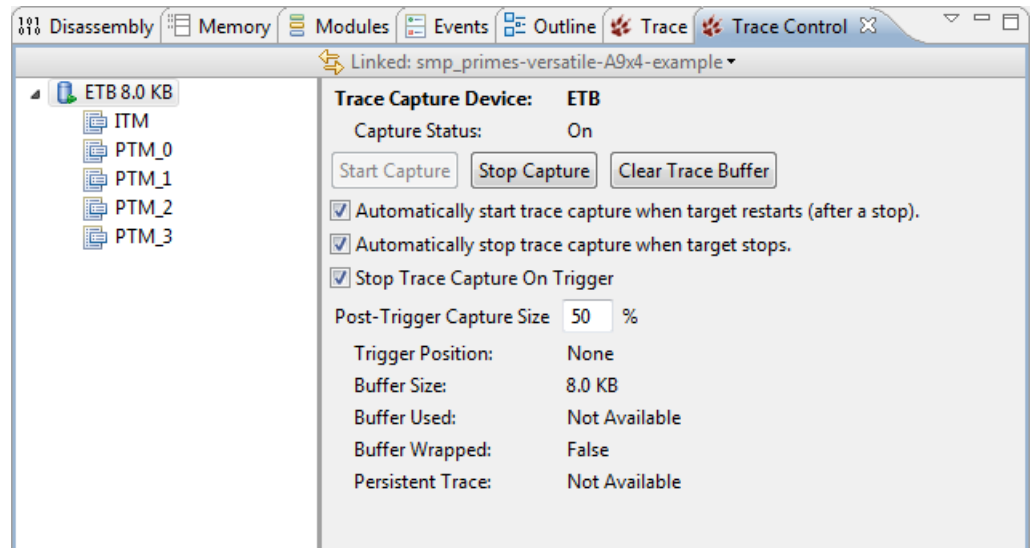 Disassembly Memory Modules Events Outline Trace Trace Control
Linked: smp_primes-versatile-A9x4-example
ETB 8.0 KB
ITM
PTM_0
PTM_1
PTM_2
PTM_3
Trace Capture Device: ETB
Capture Status: On
Start Capture Stop Capture Clear Trace Buffer
Automatically start trace capture when target restarts (after a stop).
Automatically stop trace capture when target stops.
Stop Trace Capture On Trigger
Post-Trigger Capture Size 50 %
Trigger Position: None
Buffer Size: 8.0 KB
Buffer Used: Not Available
Buffer Wrapped: False
Persistent Trace: Not Available